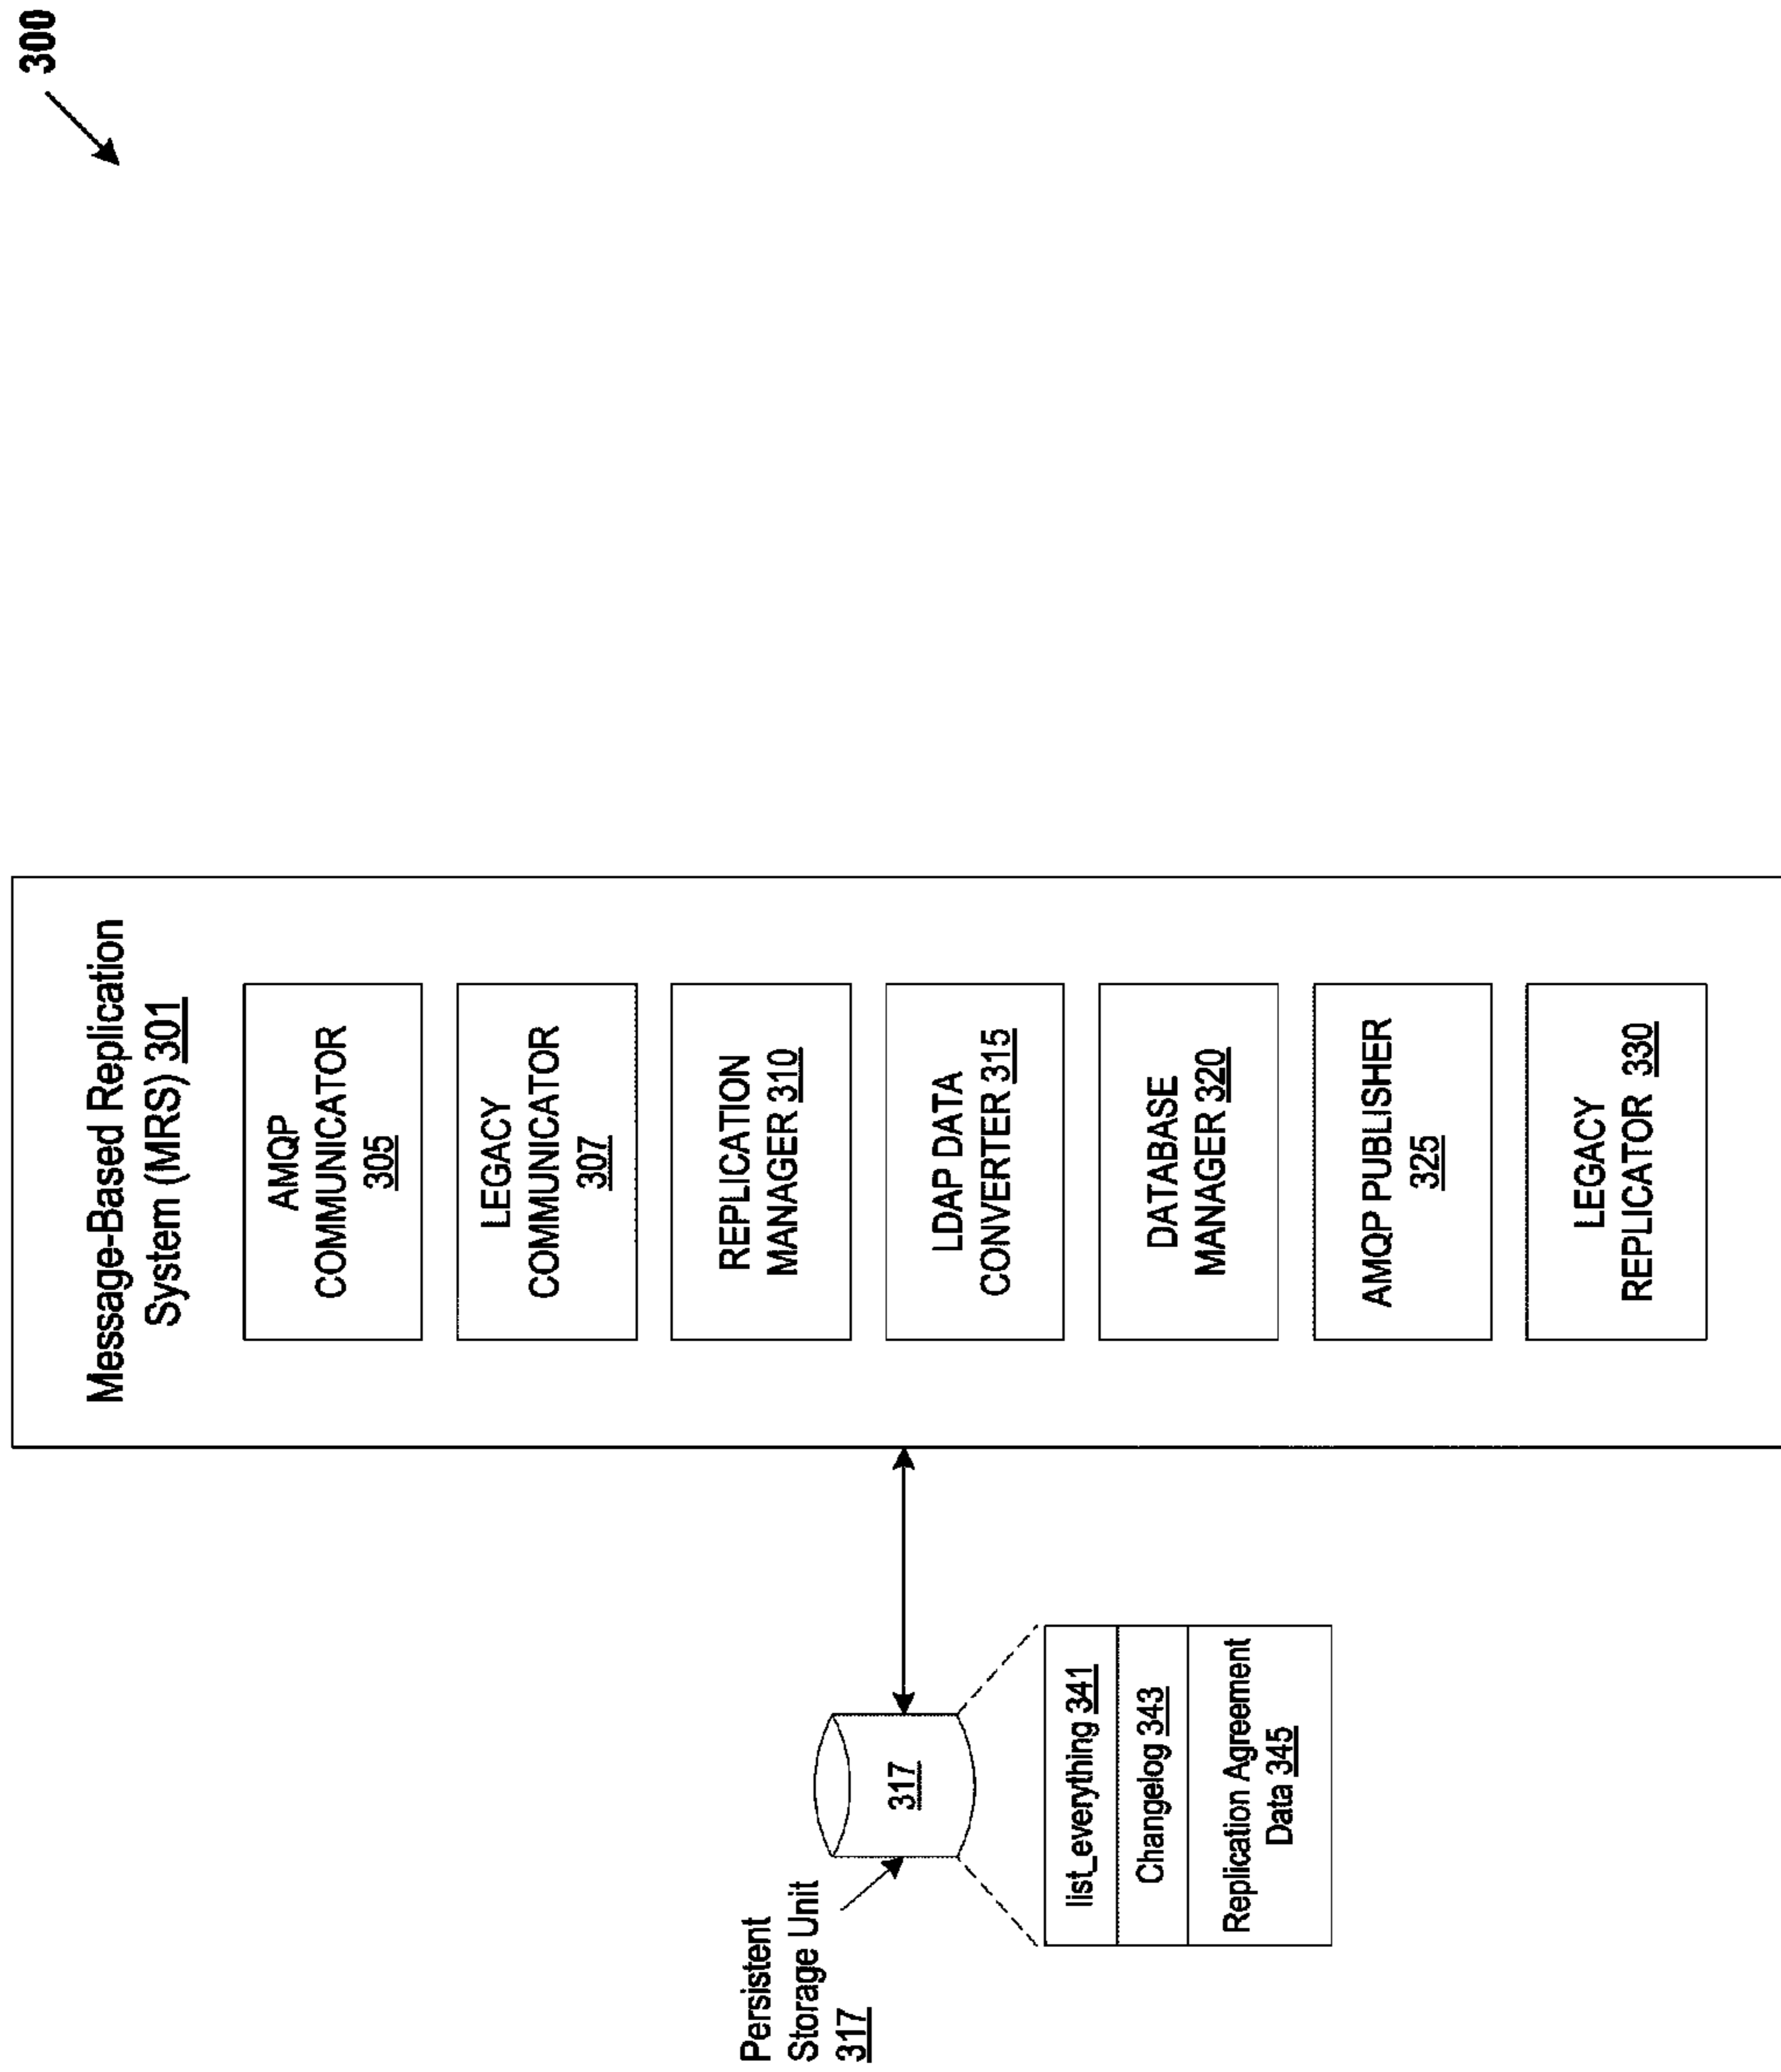 300
Message-Based Replication
System (MRS) 301
AMQP
COMMUNICATOR
305
LEGACY
COMMUNICATOR
307
REPLICATION
MANAGER 310
LDAP DATA
CONVERTER 315
DATABASE
MANAGER 320
AMQP PUBLISHER
325
LEGACY
REPLICATOR 330
Persistent
Storage Unit
317
317
list_everything 341
Changelog 343
Replication Agreement
Data 345